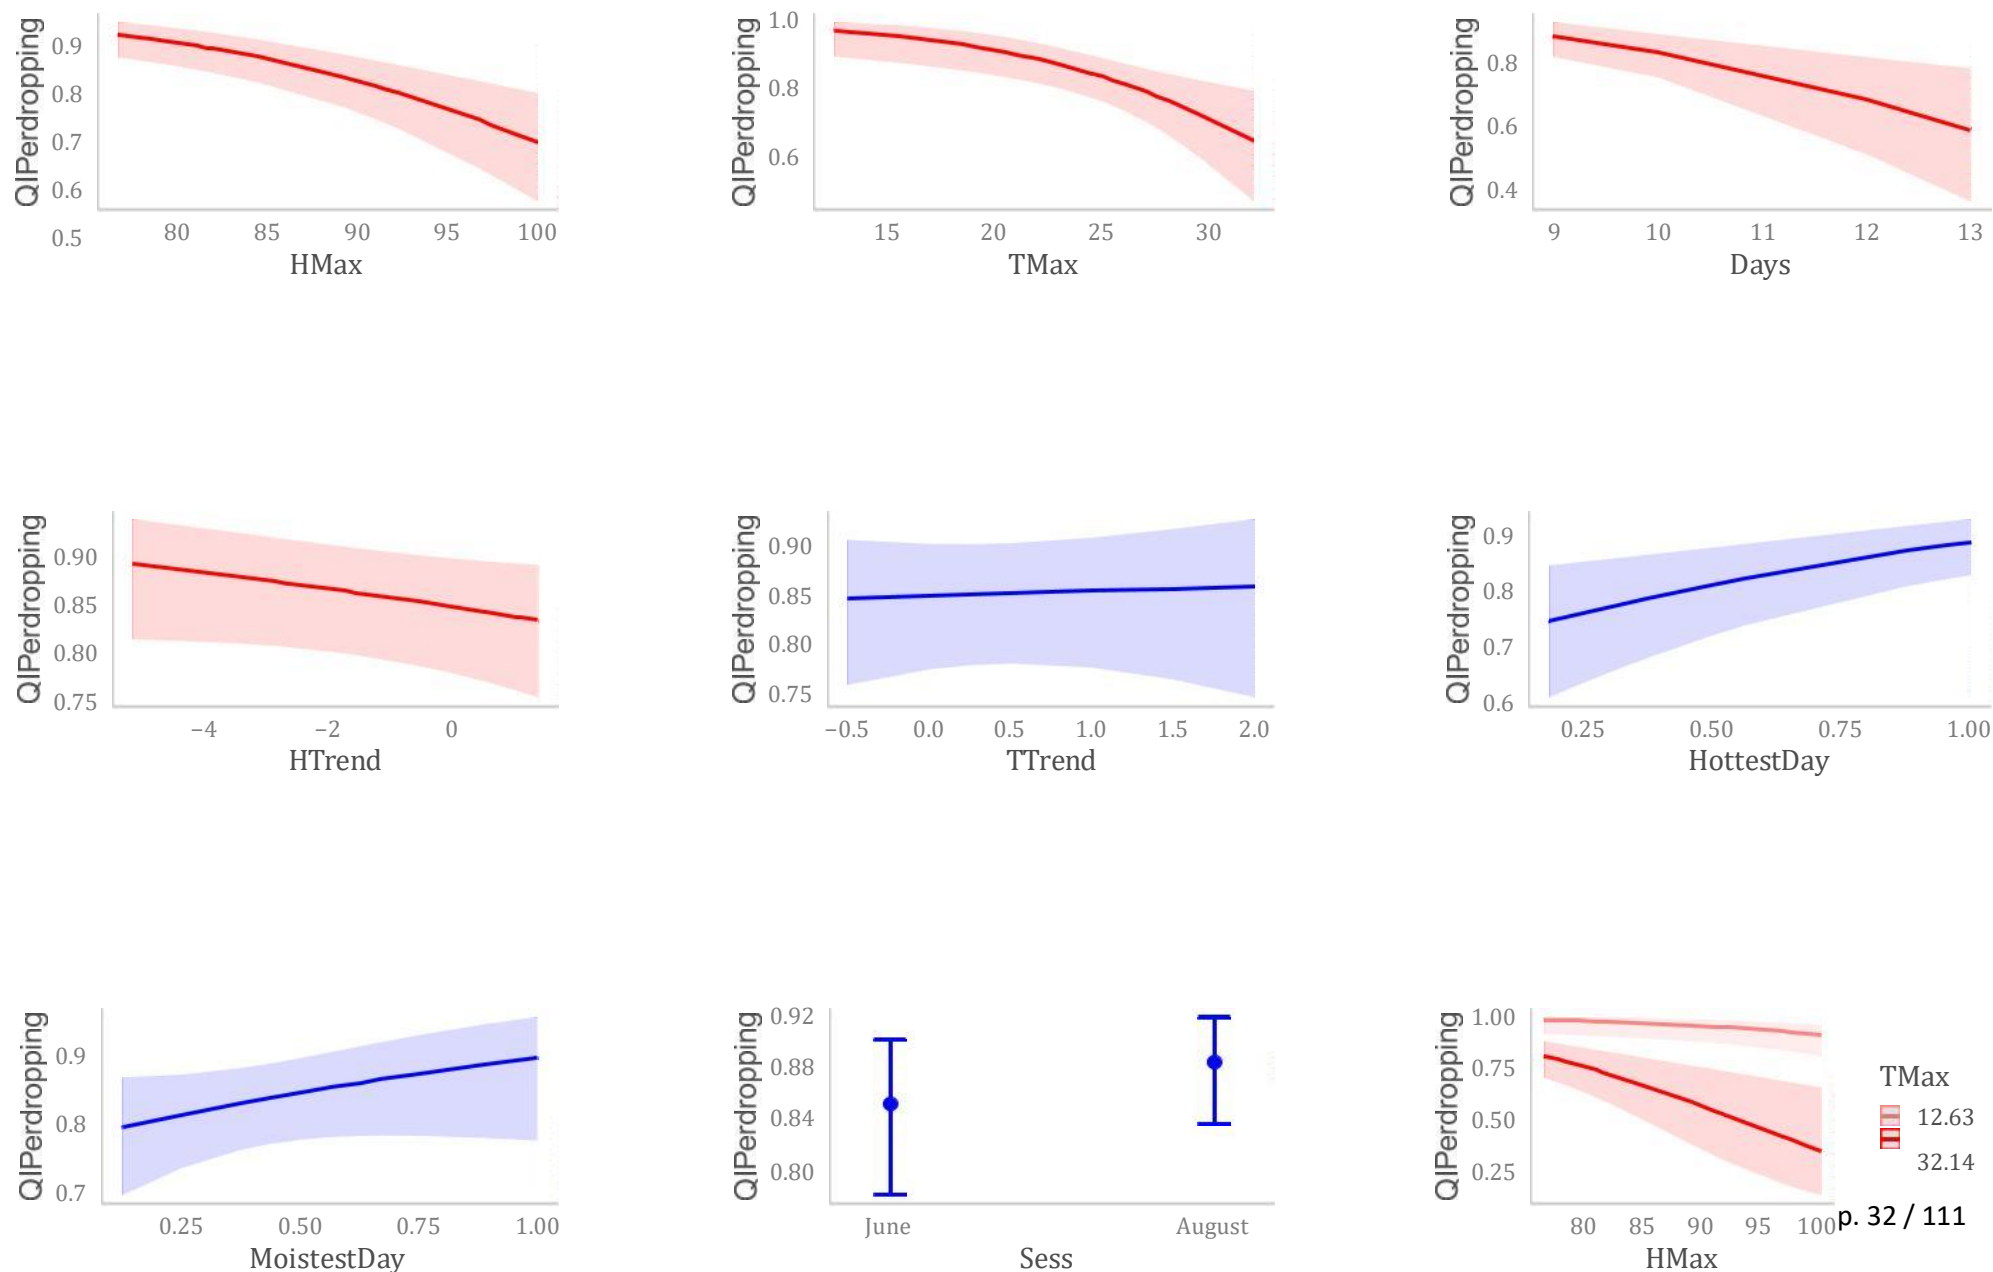 QIPerdropping
0.9
0.8
0.7
0.6
0.5
80 85 90 95 100
HMax
QIPerdropping
1.0
0.8
0.6
15 20 25 30
TMax
QIPerdropping
0.8
0.6
0.4
9 10 11 12 13
Days
QIPerdropping
0.90
0.85
0.80
0.75
−4 −2 0
HTrend
QIPerdropping
0.90
0.85
0.80
0.75
−0.5 0.0 0.5 1.0 1.5 2.0
TTrend
QIPerdropping
0.9
0.8
0.7
0.6
0.25 0.50 0.75 1.00
HottestDay
QIPerdropping
0.9
0.8
0.7
0.25 0.50 0.75 1.00
MoistestDay
QIPerdropping
0.92
0.88
0.84
0.80
June August
Sess
QIPerdropping
1.00
0.75
0.50
0.25
80 85 90 95 100
HMax
TMax
12.63
32.14
p. 32 / 111